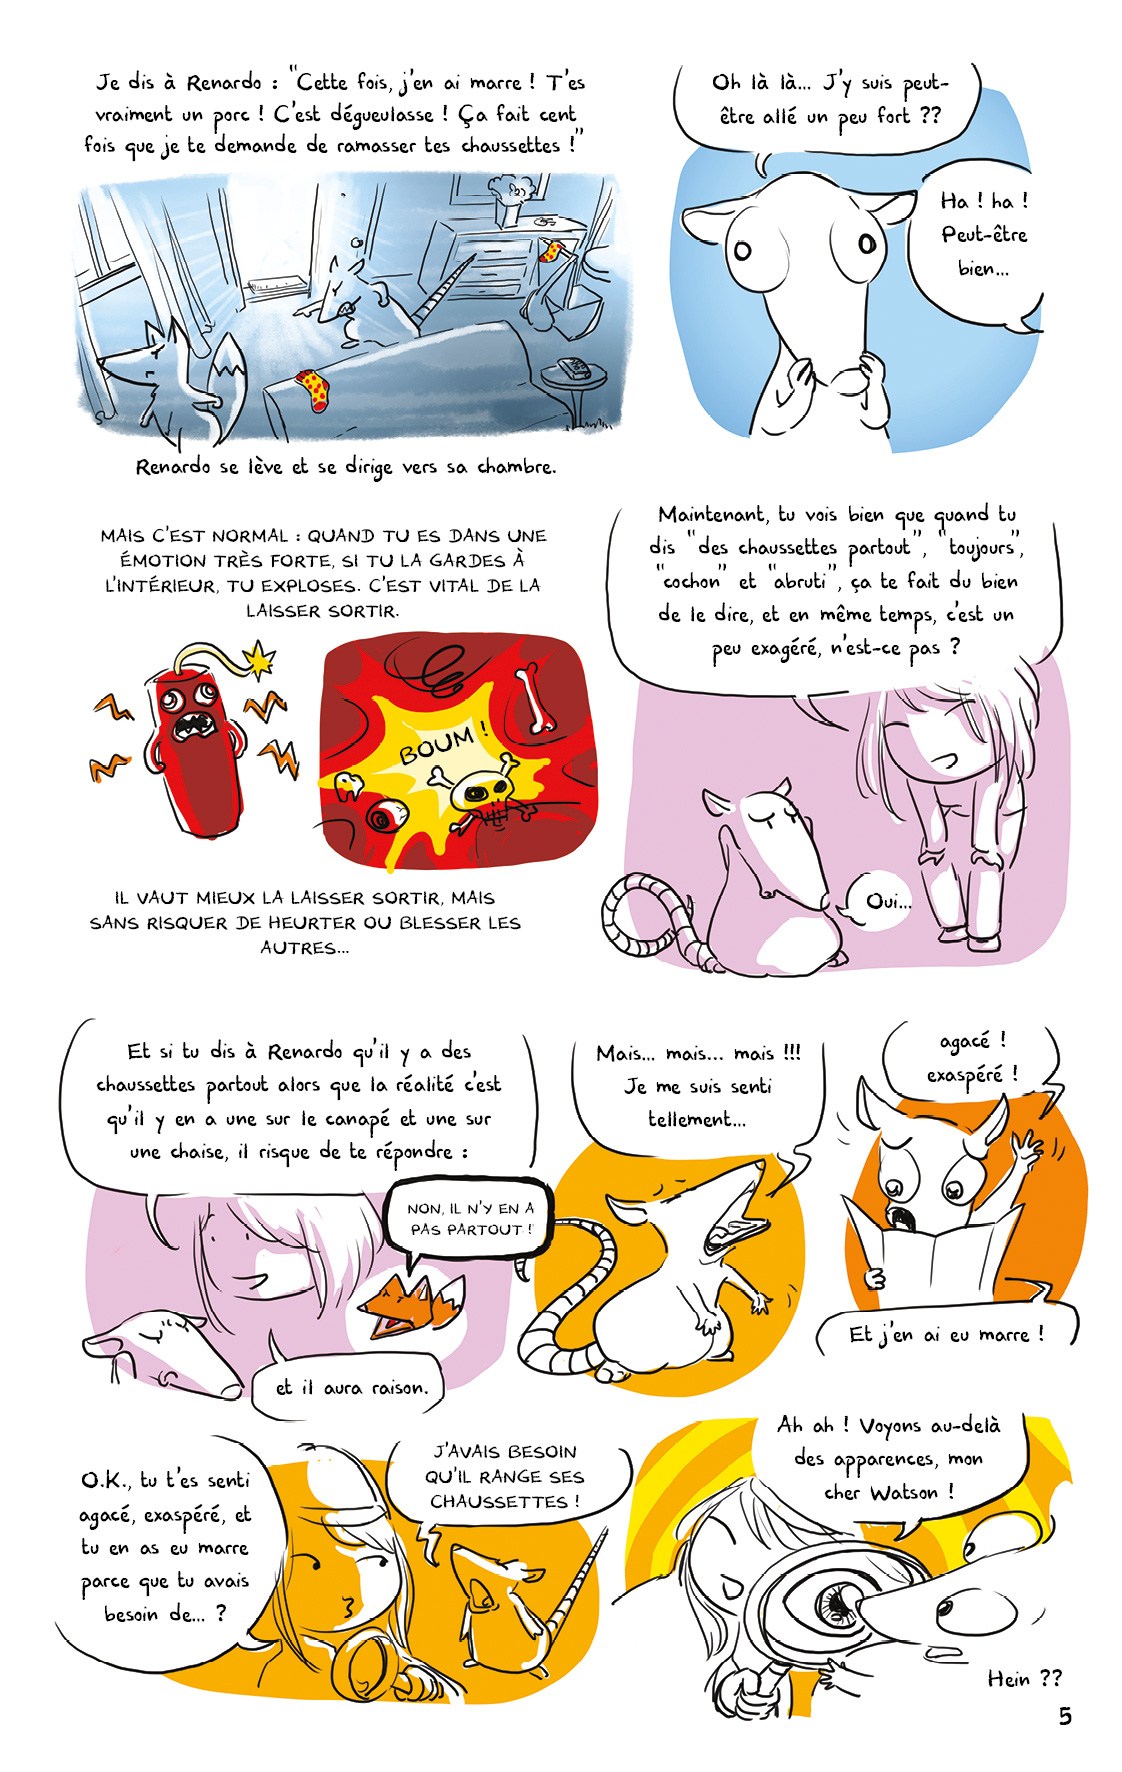 Je dis à Renardo : "Cette fois, j'en ai marre ! T'es
vraiment un porc ! C'est dégueulasse ! Ça fait cent
fois que je te demande de ramasser tes chaussettes !"
Renardo se lève et se dirige vers sa chambre.
Oh là là... J'y suis peut-
être allé un peu fort ??
Ha ! ha !
Peut-être
bien...
MAIS C'EST NORMAL : QUAND TU ES DANS UNE
ÉMOTION TRÈS FORTE, SI TU LA GARDES À
L'INTÉRIEUR, TU EXPLOSES. C'EST VITAL DE LA
LAISSER SORTIR.
BOUM !
IL VAUT MIEUX LA LAISSER SORTIR, MAIS
SANS RISQUER DE HEURTER OU BLESSER LES
AUTRES...
Maintenant, tu vois bien que quand tu
dis "des chaussettes partout", "toujours",
"cochon" et "abruti", ça te fait du bien
de le dire, et en même temps, c'est un
peu exagéré, n'est-ce pas ?
Oui...
Et si tu dis à Renardo qu'il y a des
chaussettes partout alors que la réalité c'est
qu'il y en a une sur le canapé et une sur
une chaise, il risque de te répondre :
NON, IL N'Y EN A
PAS PARTOUT !
et il aura raison.
Mais... mais... mais !!!
Je me suis senti
tellement...
agacé !
exaspéré !
Et j'en ai eu marre !
O.K., tu t'es senti
agacé, exaspéré, et
tu en as eu marre
parce que tu avais
besoin de... ?
J'AVAIS BESOIN
QU'IL RANGE SES
CHAUSSETTES !
Ah ah ! Voyons au-delà
des apparences, mon
cher Watson !
Hein ??
5